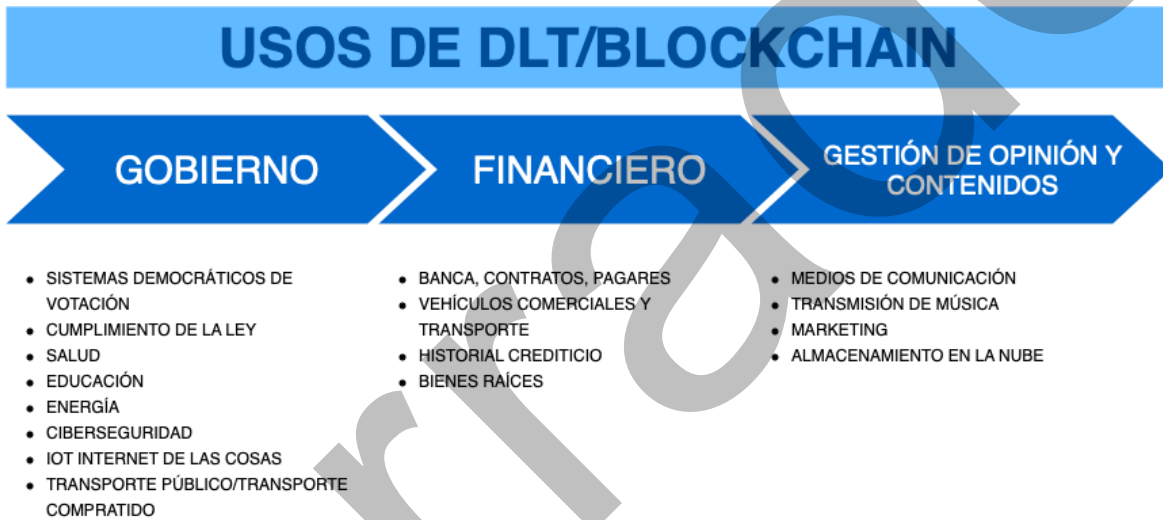 USOS DE DLT/BLOCKCHAIN
GOBIERNO
FINANCIERO
GESTIÓN DE OPINIÓN Y
CONTENIDOS
• SISTEMAS DEMOCRÁTICOS DE
VOTACIÓN
• CUMPLIMIENTO DE LA LEY
• SALUD
• EDUCACIÓN
• ENERGÍA
• CIBERSEGURIDAD
• IOT INTERNET DE LAS COSAS
• TRANSPORTE PÚBLICO/TRANSPORTE
COMPRATIDO
• BANCA, CONTRATOS, PAGARES
• VEHÍCULOS COMERCIALES Y
TRANSPORTE
• HISTORIAL CREDITICIO
• BIENES RAÍCES
• MEDIOS DE COMUNICACIÓN
• TRANSMISIÓN DE MÚSICA
• MARKETING
• ALMACENAMIENTO EN LA NUBE